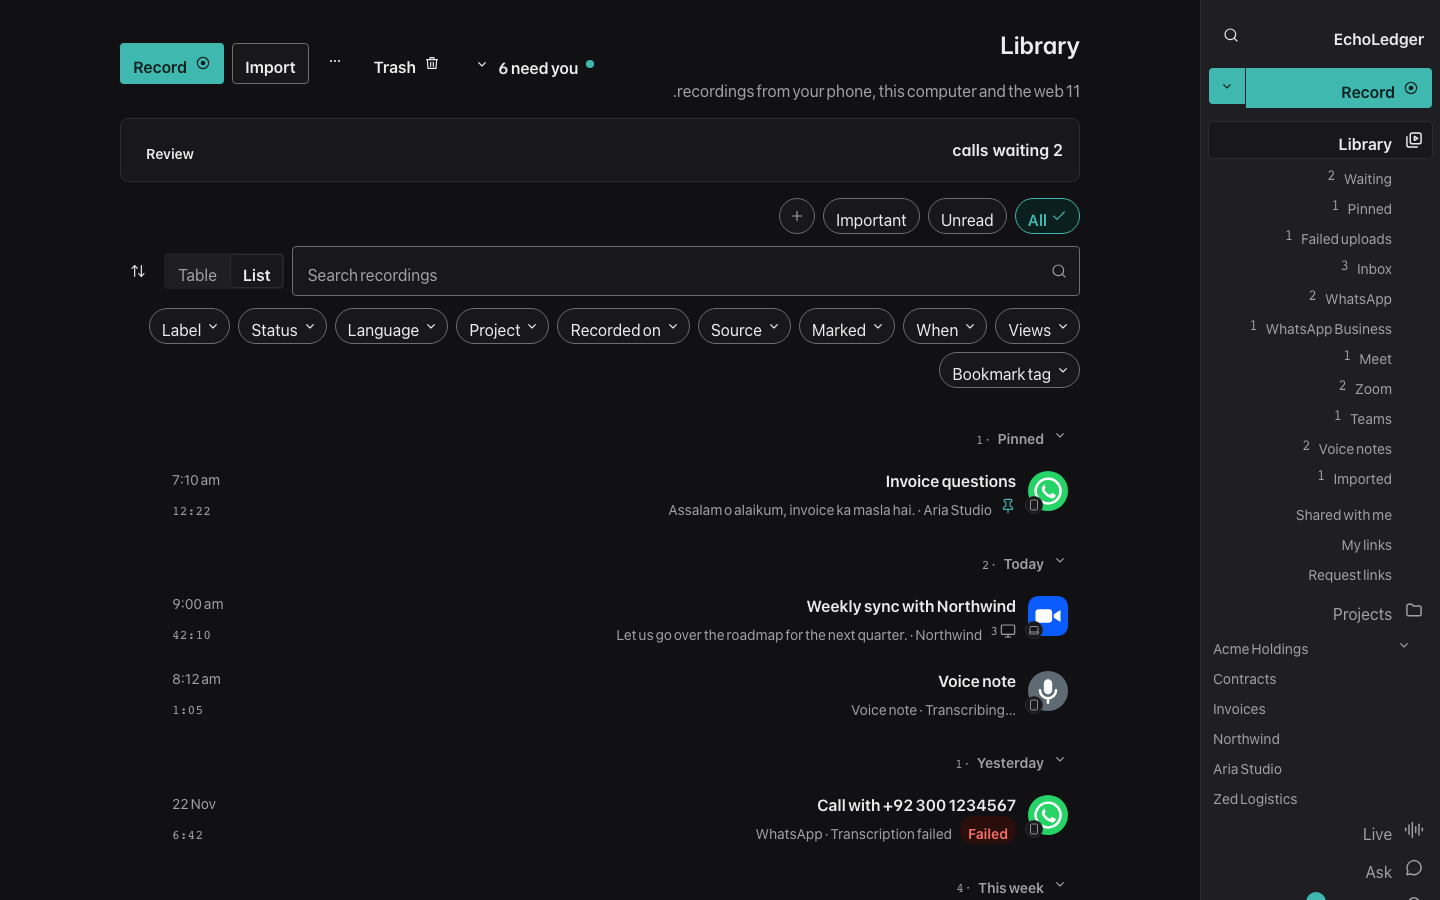 EchoLedger
Record
Library
Waiting 2
Pinned 1
Failed uploads 1
Inbox 3
WhatsApp 2
WhatsApp Business 1
Meet 1
Zoom 2
Teams 1
Voice notes 2
Imported 1
Shared with me
My links
Request links
Projects
Acme Holdings
Contracts
Invoices
Northwind
Aria Studio
Zed Logistics
Live
Ask
Library
.recordings from your phone, this computer and the web 11
6 need you
Trash
...
Import
Record
calls waiting 2
Review
All
Unread
Important
+
Search recordings
List
Table
Views
When
Marked
Source
Recorded on
Project
Language
Status
Label
Bookmark tag
Pinned · 1
Invoice questions
7:10 am
Assalam o alaikum, invoice ka masla hai. · Aria Studio
12:22
Today · 2
Weekly sync with Northwind
9:00 am
3
Let us go over the roadmap for the next quarter. · Northwind
42:10
Voice note
8:12 am
Voice note · Transcribing...
1:05
Yesterday · 1
Call with +92 300 1234567
22 Nov
Failed
WhatsApp · Transcription failed
6:42
This week · 4